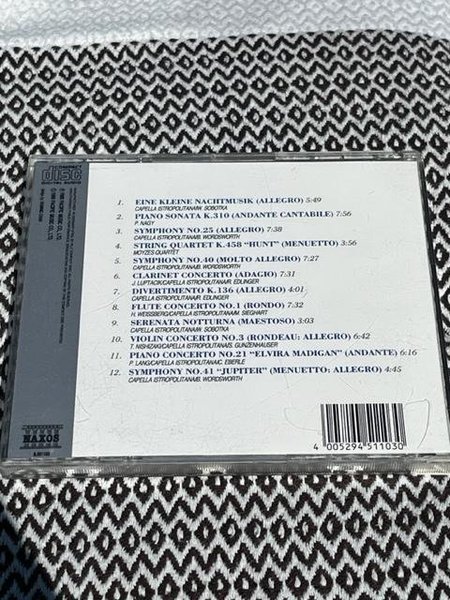 COMPACT
DISC
DIGITAL AUDIO
1. EINE KLEINE NACHTMUSIK (ALLEGRO) 5:49
CAPELLA ISTROPOLITANA/W. SOBOTKA
2. PIANO SONATA K.310 (ANDANTE CANTABILE) 7:56
P. NAGY
3. SYMPHONY NO.25 (ALLEGRO) 7:38
CAPELLA ISTROPOLITANA/B. WORDSWORTH
4. STRING QUARTET K.458 "HUNT" (MENUETTO) 3:56
MOYZES QUARTET
5. SYMPHONY NO.40 (MOLTO ALLEGRO) 7:27
CAPELLA ISTROPOLITANA/B. WORDSWORTH
6. CLARINET CONCERTO (ADAGIO) 7:31
J. LUPTACIK/CAPELLA ISTROPOLITANA/R. EDLINGER
7. DIVERTIMENTO K.136 (ALLEGRO) 4:01
CAPELLA ISTROPOLITANA/R. EDLINGER
8. FLUTE CONCERTO NO.1 (RONDO) 7:32
H. WEISSBERG/CAPELLA ISTROPOLITANA/M. SIEGHART
9. SERENATA NOTTURNA (MAESTOSO) 3:03
CAPELLA ISTROPOLITANA/W. SOBOTKA
10. VIOLIN CONCERTO NO.3 (RONDEAU: ALLEGRO) 6:42
T. NISHIZAKI/CAPELLA ISTROPOLITANA/S. GUNZENHAUSER
11. PIANO CONCERTO NO.21 "ELVIRA MADIGAN" (ANDANTE) 6:16
P. LANG/CAPELLA ISTROPOLITANA/C. EBERLE
12. SYMPHONY NO.41 "JUPITER" (MENUETTO: ALLEGRO) 4:45
CAPELLA ISTROPOLITANA/B. WORDSWORTH
NAXOS
4 005294 511030